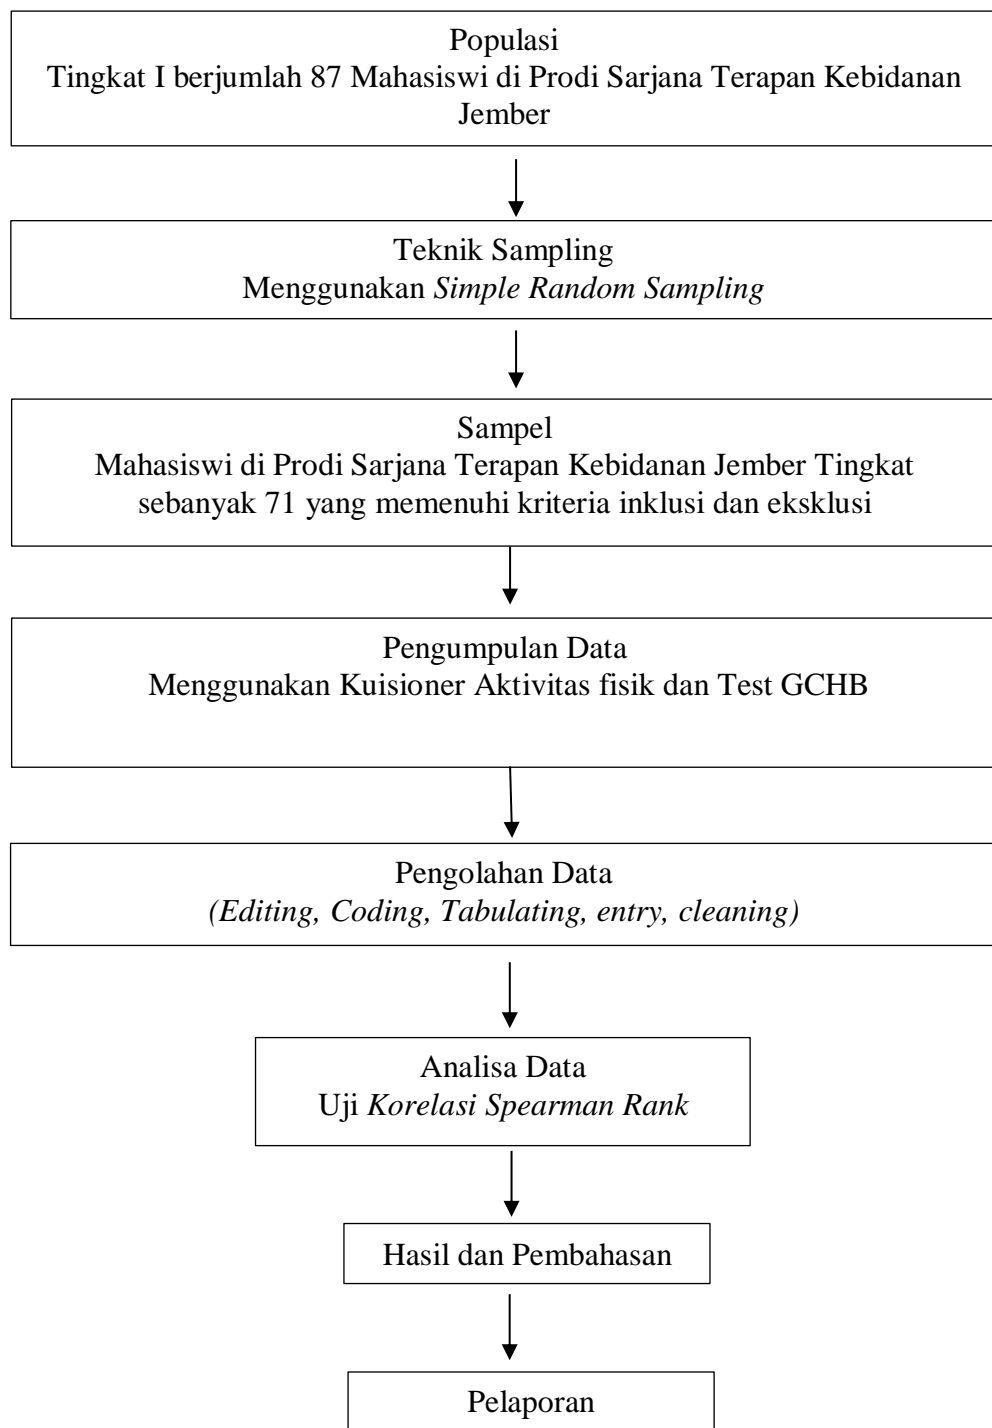 Populasi
Tingkat I berjumlah 87 Mahasiswi di Prodi Sarjana Terapan Kebidanan
Jember
Teknik Sampling
Menggunakan Simple Random Sampling
Sampel
Mahasiswi di Prodi Sarjana Terapan Kebidanan Jember Tingkat
sebanyak 71 yang memenuhi kriteria inklusi dan eksklusi
Pengumpulan Data
Menggunakan Kuisioner Aktivitas fisik dan Test GCHB
Pengolahan Data
(Editing, Coding, Tabulating, entry, cleaning)
Analisa Data
Uji Korelasi Spearman Rank
Hasil dan Pembahasan
Pelaporan